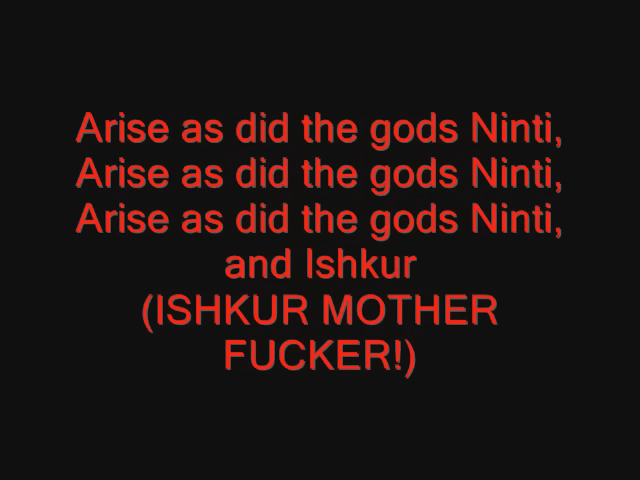 Arise as did the gods Ninti,
Arise as did the gods Ninti,
Arise as did the gods Ninti,
and Ishkur
(ISHKUR MOTHER
FUCKER!)